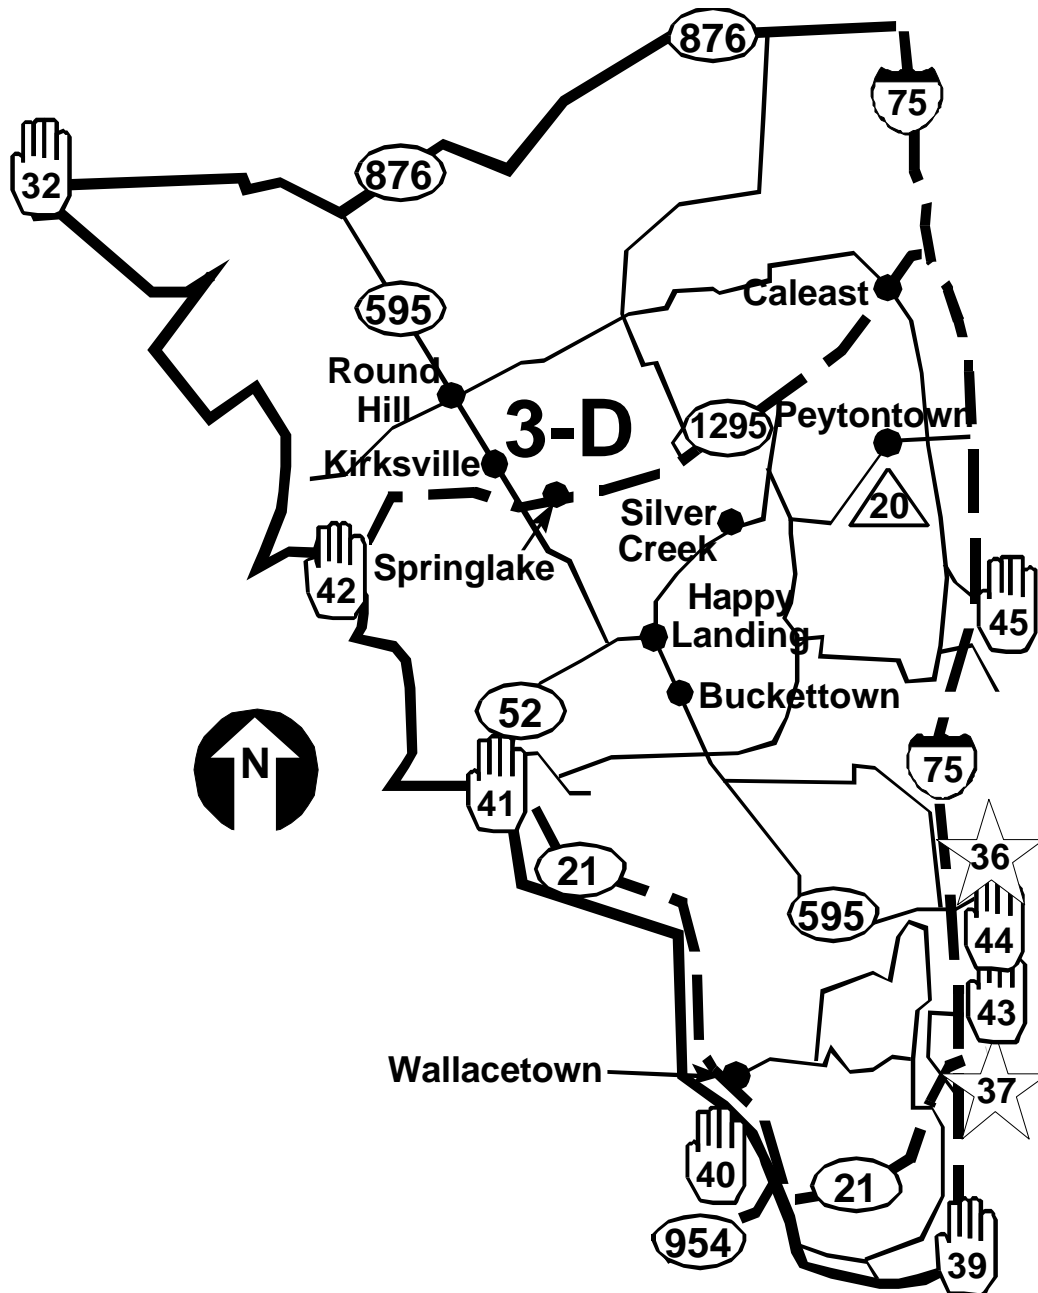 876
75
32
876
Caleast
595
Round
Hill
3-D
1295
Peytontown
Kirksville
20
Silver
Creek
Springlake
42
Happy
Landing
45
Buckettown
52
N
75
41
36
21
595
44
43
Wallacetown
37
40
21
954
39